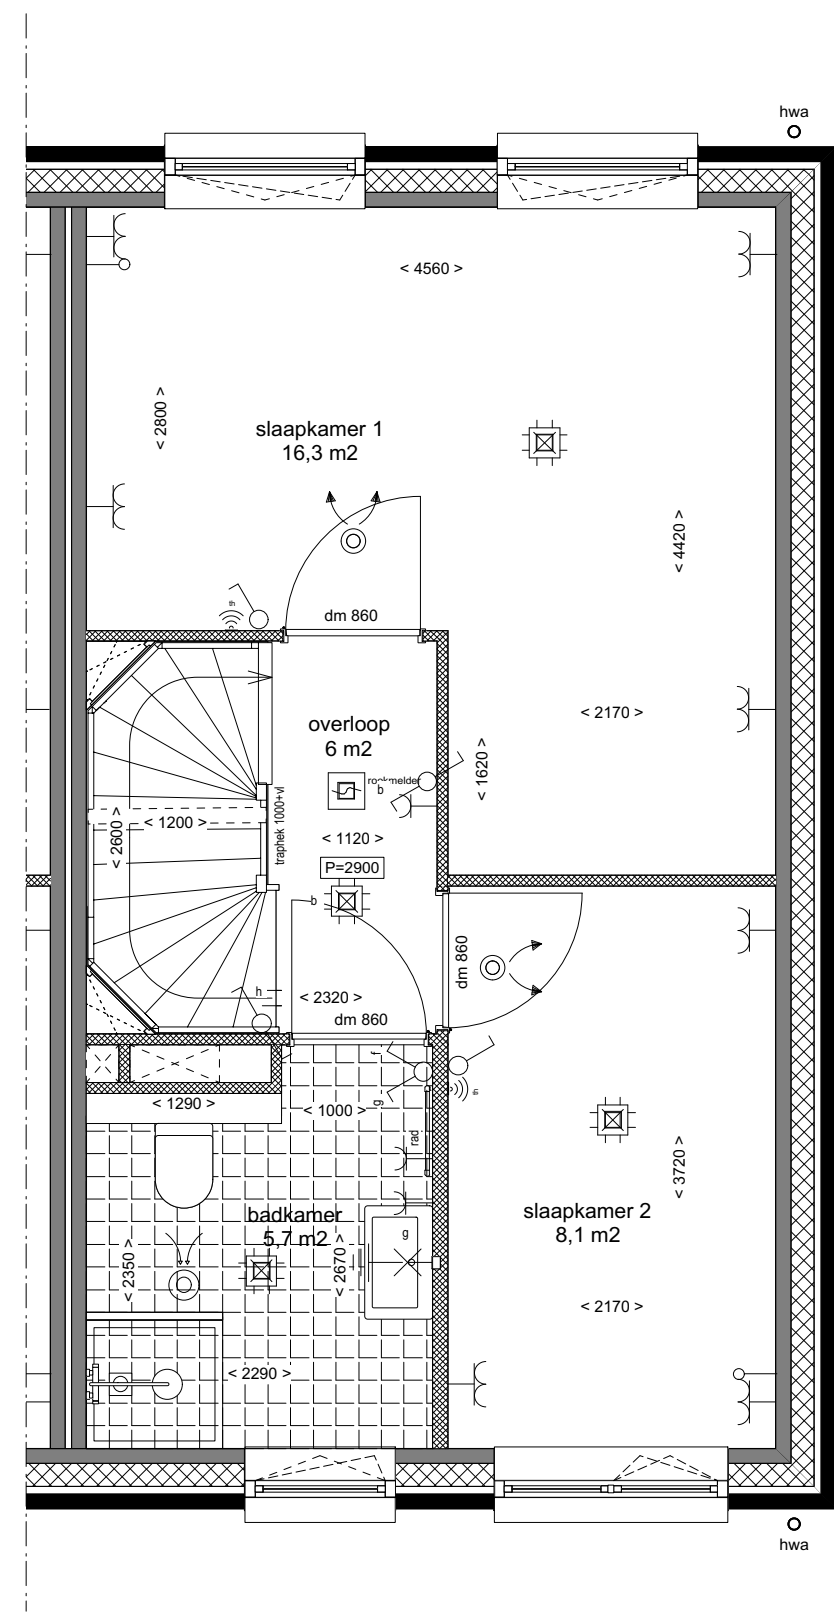 hwa
< 4560 >
< 2800 >
slaapkamer 1
16,3 m2
< 4420 >
th
dm 860
< 2170 >
overloop
6 m2
< 1620 >
rookmelder
b
traphek 1000+vl
< 1200 >
< 2600 >
< 1120 >
P=2900
b
dm 860
h
< 2320 >
dm 860
f
g
th
< 1290 >
< 1000 >
rad
< 3720 >
slaapkamer 2
8,1 m2
badkamer
5,7 m2
g
< 2350 >
< 2670 >
< 2170 >
< 2290 >
hwa